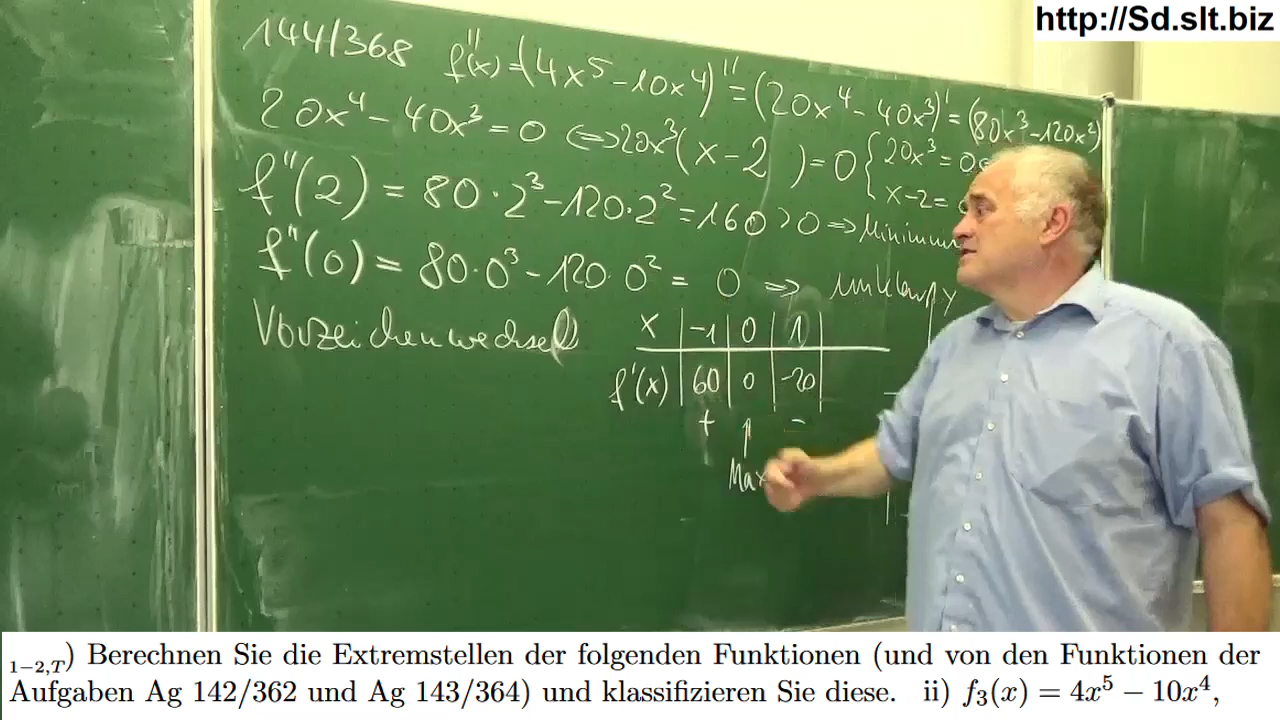 http://Sd.slt.biz
144/368 f''(x) = (4x⁵ - 10x⁴)'' = (20x⁴ - 40x³)' = (80x³ - 120x²)
20x⁴ - 40x³ = 0 ⇔ 20x³(x - 2 ) = 0 { 20x³ = 0
x - 2 =
f''(2) = 80 · 2³ - 120 · 2² = 160 > 0 ⇒ Minimum
f''(0) = 80 · 0³ - 120 · 0² = 0 ⇒
Vorzeichenwechsel x | -1 | 0 | 1 |
f'(x) | 60 | 0 | -20 |
+ ↑ -
Max
1−2,T) Berechnen Sie die Extremstellen der folgenden Funktionen (und von den Funktionen der
Aufgaben Ag 142/362 und Ag 143/364) und klassifizieren Sie diese. ii) f₃(x) = 4x⁵ − 10x⁴,